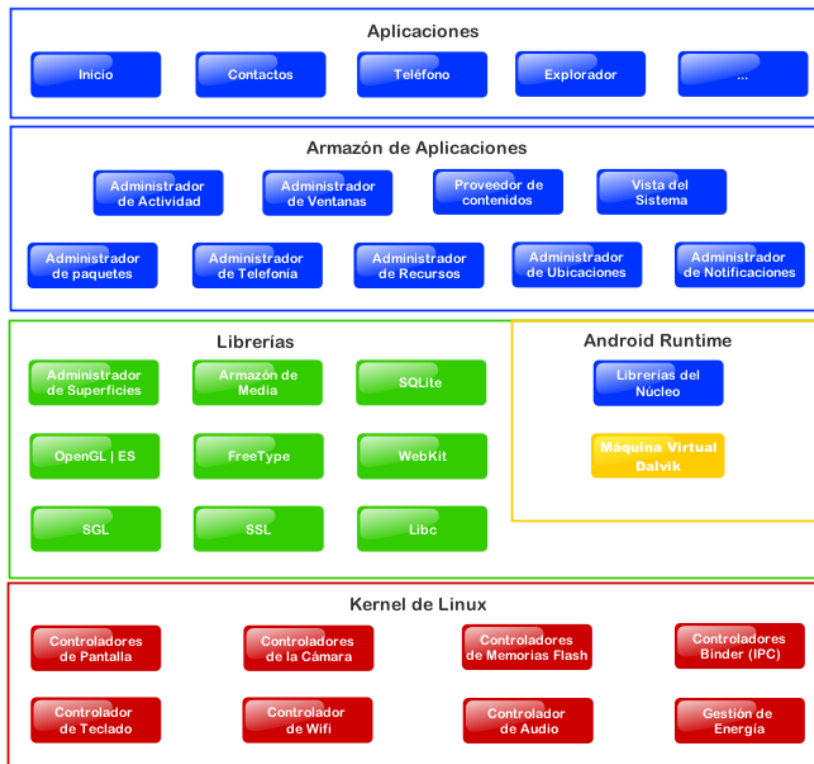 Aplicaciones
Inicio
Contactos
Teléfono
Explorador
...
Armazón de Aplicaciones
Administrador
de Actividad
Administrador
de Ventanas
Proveedor de
contenidos
Vista del
Sistema
Administrador
de paquetes
Administrador
de Telefonía
Administrador
de Recursos
Administrador
de Ubicaciones
Administrador
de Notificaciones
Librerías
Administrador
de Superficies
Armazón de
Media
SQLite
OpenGL | ES
FreeType
WebKit
SGL
SSL
Libc
Android Runtime
Librerías del
Núcleo
Máquina Virtual
Dalvik
Kernel de Linux
Controladores
de Pantalla
Controladores
de la Cámara
Controladores
de Memorias Flash
Controladores
Binder (IPC)
Controlador
de Teclado
Controlador
de Wifi
Controlador
de Audio
Gestión de
Energía